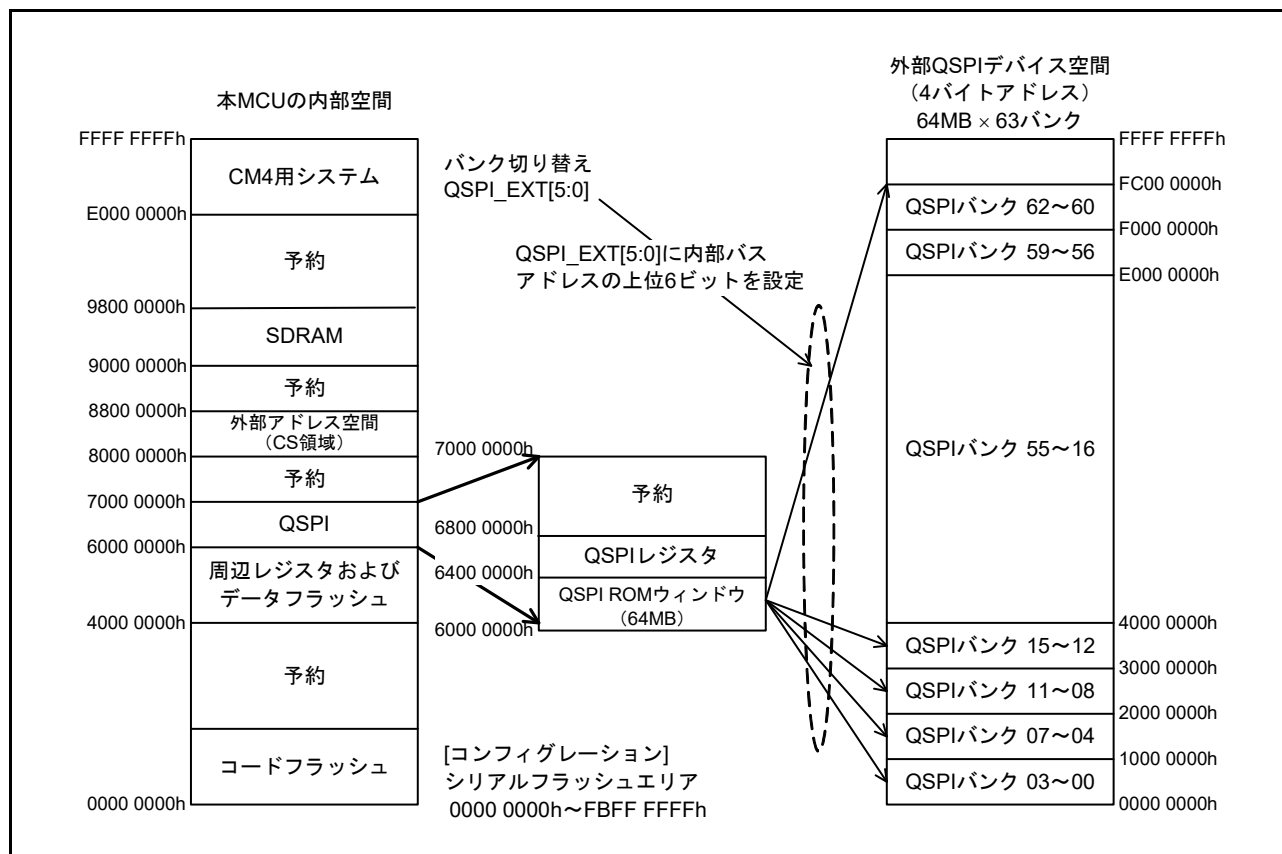 本MCUの内部空間
FFFF FFFFh
CM4用システム
E000 0000h
予約
9800 0000h
SDRAM
9000 0000h
予約
8800 0000h
外部アドレス空間
(CS領域)
8000 0000h
予約
7000 0000h
QSPI
6000 0000h
周辺レジスタおよび
データフラッシュ
4000 0000h
予約
コードフラッシュ
0000 0000h
バンク切り替え
QSPI_EXT[5:0]
QSPI_EXT[5:0]に内部バス
アドレスの上位6ビットを設定
7000 0000h
予約
6800 0000h
QSPIレジスタ
6400 0000h
QSPI ROMウィンドウ
(64MB)
6000 0000h
[コンフィグレーション]
シリアルフラッシュエリア
0000 0000h～FBFF FFFFh
外部QSPIデバイス空間
(4バイトアドレス)
64MB × 63バンク
FFFF FFFFh
FC00 0000h
QSPIバンク 62～60
F000 0000h
QSPIバンク 59～56
E000 0000h
QSPIバンク 55～16
4000 0000h
QSPIバンク 15～12
3000 0000h
QSPIバンク 11～08
2000 0000h
QSPIバンク 07～04
1000 0000h
QSPIバンク 03～00
0000 0000h